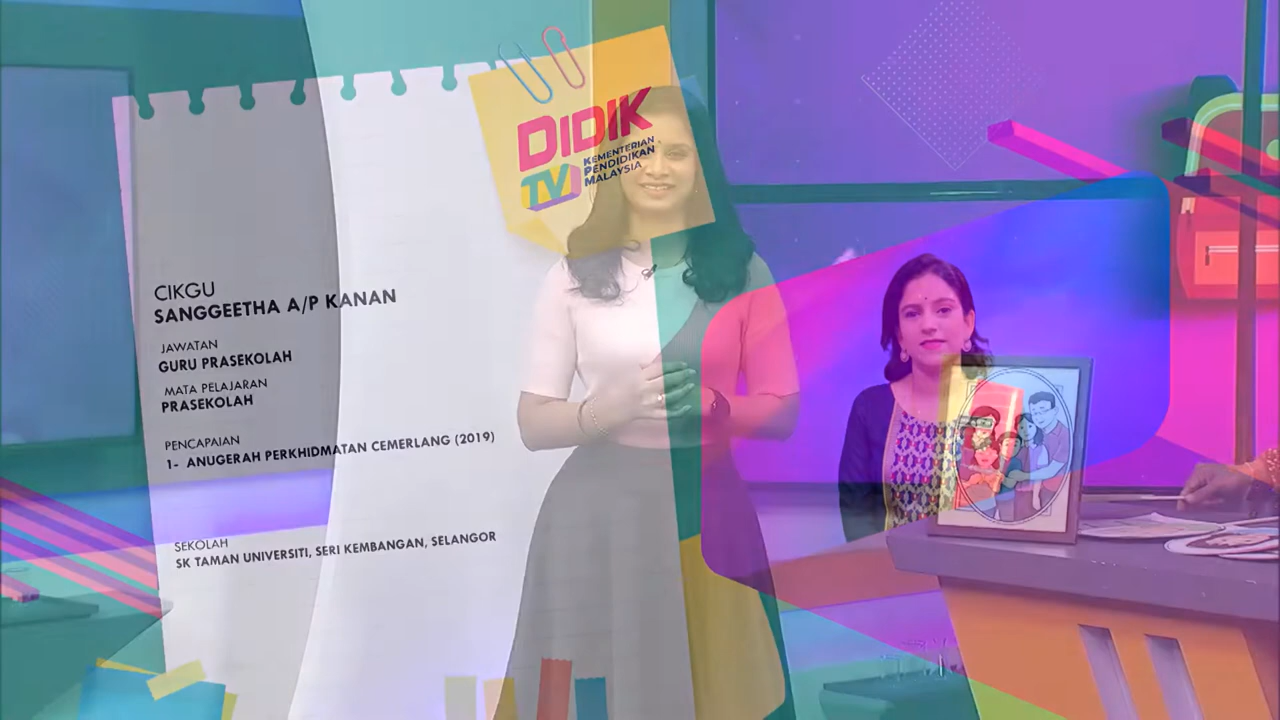 DIDIK
TV
KEMENTERIAN
PENDIDIKAN
MALAYSIA
CIKGU
SANGGEETHA A/P KANAN
JAWATAN
GURU PRASEKOLAH
MATA PELAJARAN
PRASEKOLAH
PENCAPAIAN
1- ANUGERAH PERKHIDMATAN CEMERLANG (2019)
SEKOLAH
SK TAMAN UNIVERSITI, SERI KEMBANGAN, SELANGOR